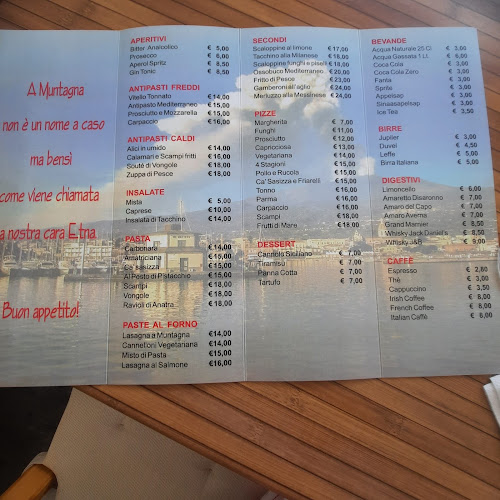 A Muntagna
non è un nome a caso
ma bensì
come viene chiamata
a nostra cara Etna
Buon appetito!
APERITIVI
Bitter Analcolico € 5,00
Prosecco € 6,00
Aperol Spritz € 8,50
Gin Tonic € 8,50
ANTIPASTI FREDDI
Vitello Tonnato €14,00
Antipasto Mediterraneo €15,00
Prosciutto e Mozzarella €15,00
Carpaccio €16,00
ANTIPASTI CALDI
Alici in umido €14,00
Calamari e Scampi fritti €16,00
Soutè di Vongole €18,00
Zuppa di Pesce €18,00
INSALATE
Mista € 5,00
Caprese €10,00
Insalata di Tacchino €14,00
PASTA
Carbonara €14,00
Amatriciana €15,00
Ca' sasizza €15,00
Al Pesto di Pistacchio €15,00
Scampi €18,00
Vongole €18,00
Ravioli di Anatra €18,00
PASTE AL FORNO
Lasagna a Muntagna €14,00
Cannelloni Vegetariana €14,00
Misto di Pasta €15,00
Lasagna al Salmone €16,00
SECONDI
Scaloppine al limone €17,00
Tacchino alla Milanese €18,00
Scaloppine funghi e piselli €18,00
Ossobuco Mediterraneo €20,00
Fritto di Pesce €23,00
Gamberoni all'aglio €24,00
Merluzzo alla Messinese €24,00
PIZZE
Margherita € 7,00
Funghi €11,00
Prosciutto €12,00
Capricciosa €13,00
Vegetariana €14,00
4 Stagioni €15,00
Pollo e Rucola €15,00
Ca' Sasizza e Friarelli €15,00
Tonno €16,00
Parma €16,00
Carpaccio €16,00
Scampi €18,00
Frutti di Mare €18,00
DESSERT
Cannolo Siciliano € 7,00
Tiramisù € 7,00
Panna Cotta € 7,00
Tartufo € 7,00
BEVANDE
Acqua Naturale 25 Cl € 3,00
Acqua Gassata 1 Lt. € 6,00
Coca Cola € 3,00
Coca Cola Zero € 3,00
Fanta € 3,00
Sprite € 3,00
Appelsap € 3,00
Sinaasapelsap € 3,00
Ice Tea € 3,50
BIRRE
Jupiler € 3,00
Duvel € 4,50
Leffe € 5,00
Birra Italiana € 5,00
DIGESTIVI
Limoncello € 6,00
Amaretto Disaronno € 7,00
Amaro del Capo € 7,00
Amaro Averna € 7,00
Grand Marnier € 8,50
Whisky Jack Daniel's € 8,50
Whisky J&B € 9,00
CAFFE
Espresso € 2,80
Thè € 3,00
Cappuccino € 3,50
Irish Coffee € 8,00
French Coffee € 8,00
Italian Caffè € 8,00